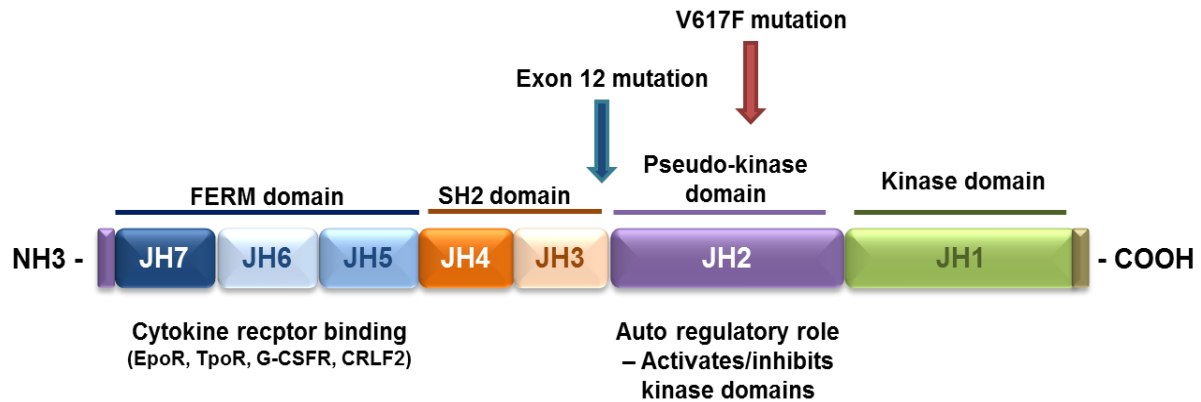 V617F mutation
Exon 12 mutation
Pseudo-kinase
domain
Kinase domain
FERM domain
SH2 domain
NH3 -
JH7
JH6
JH5
JH4
JH3
JH2
JH1
- COOH
Cytokine recptor binding
(EpoR, TpoR, G-CSFR, CRLF2)
Auto regulatory role
– Activates/inhibits
kinase domains